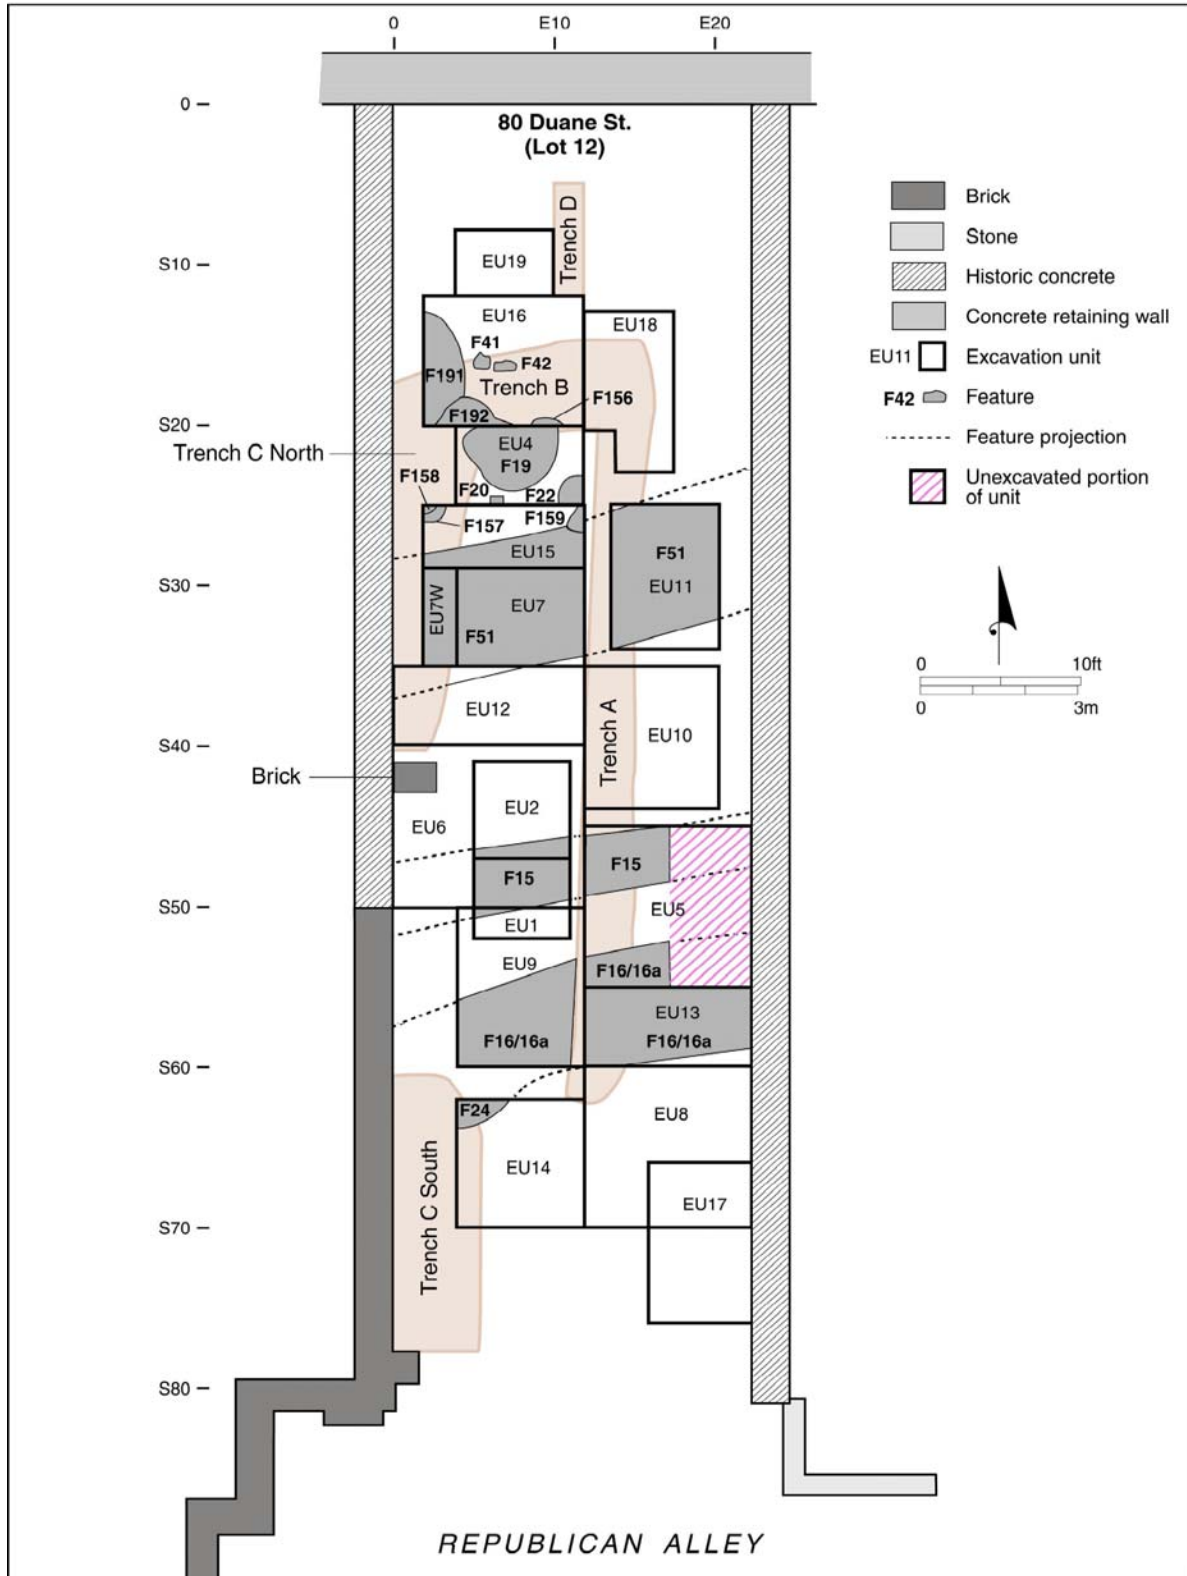 0 E10 E20
0
80 Duane St.
(Lot 12)
Trench D
Brick
Stone
Historic concrete
Concrete retaining wall
EU11 Excavation unit
F42 Feature
Feature projection
Unexcavated portion
of unit
S10
EU19
EU16
EU18
F41
F42
F191
Trench B
F156
F192
S20
EU4
Trench C North
F19
F158
F20
F22
F159
F157
EU15
F51
S30
EU11
EU7W
EU7
F51
0 10ft
0 3m
EU12
Trench A
EU10
S40
Brick
EU2
EU6
F15
F15
S50
EU5
EU1
EU9
F16/16a
EU13
F16/16a
F16/16a
S60
F24
EU8
EU14
Trench C South
EU17
S70
S80
REPUBLICAN ALLEY